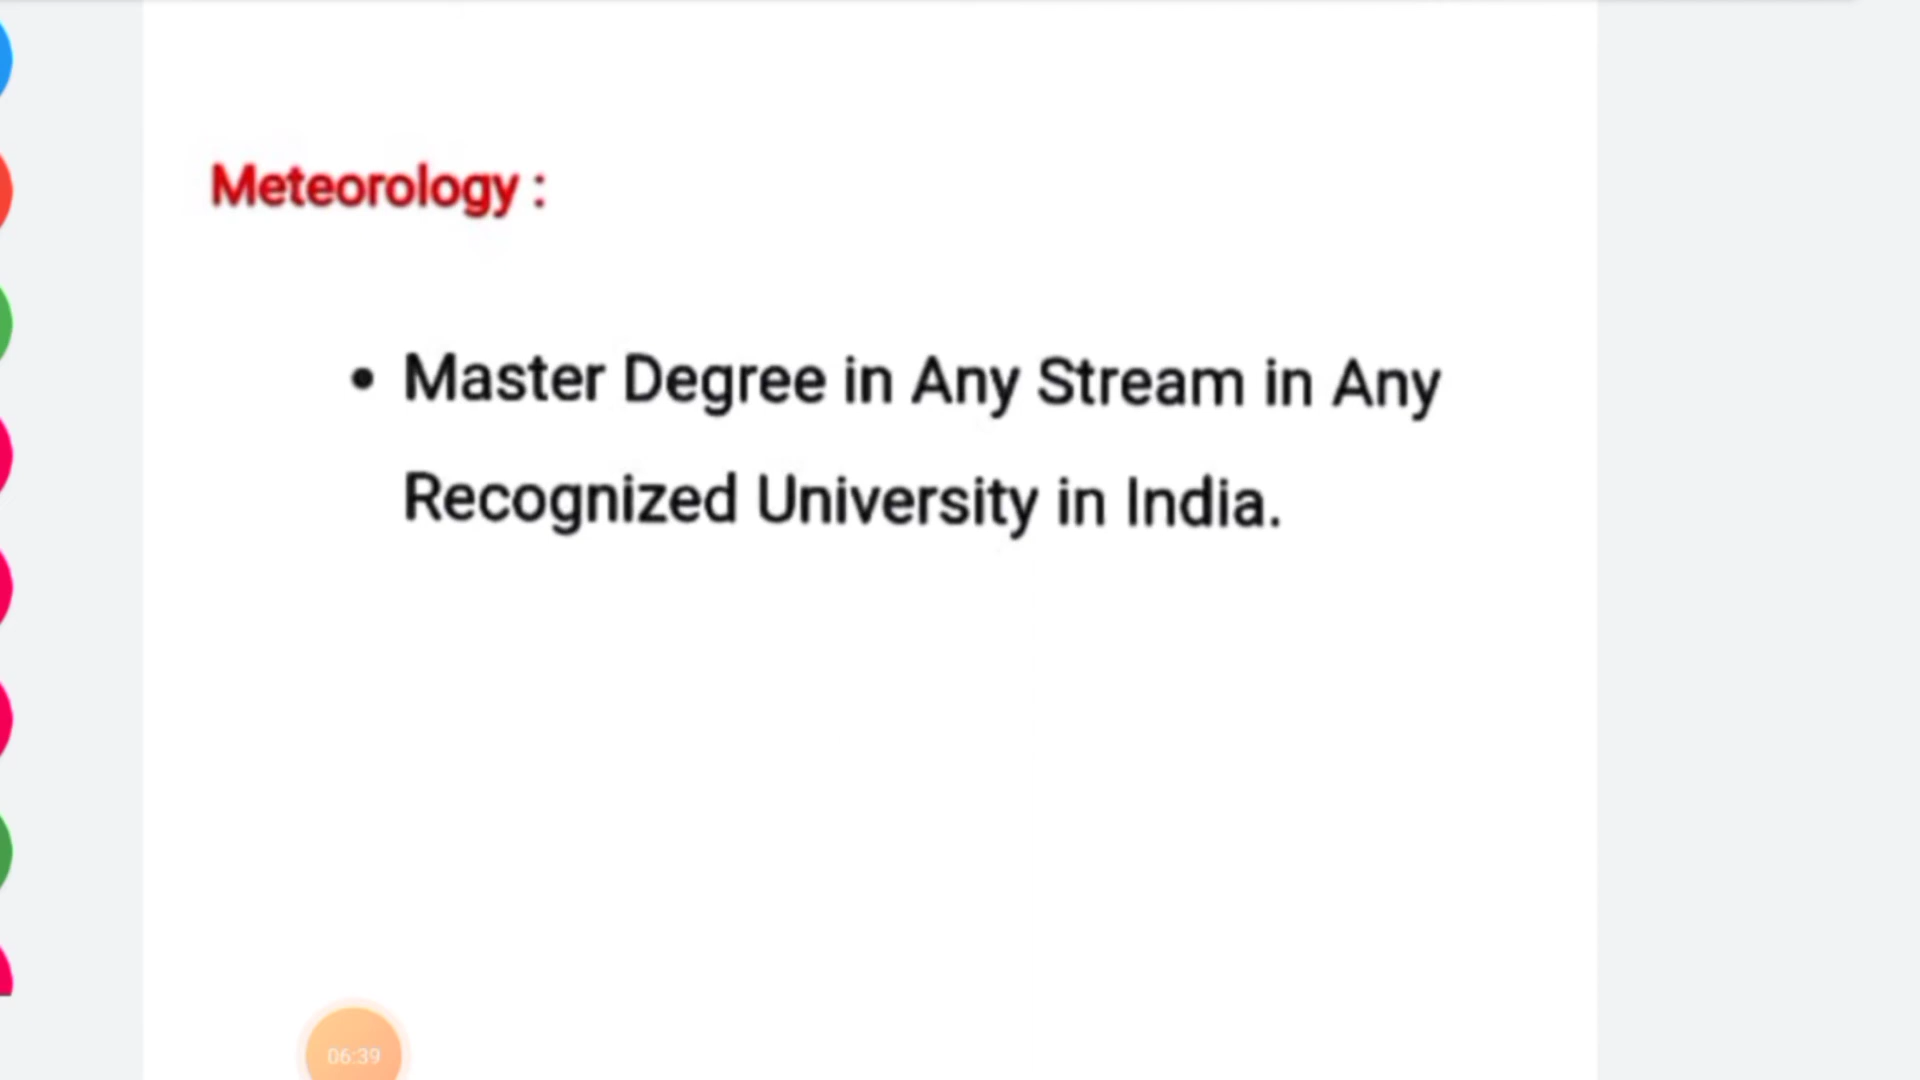 Meteorology :
• Master Degree in Any Stream in Any
Recognized University in India.
06:39